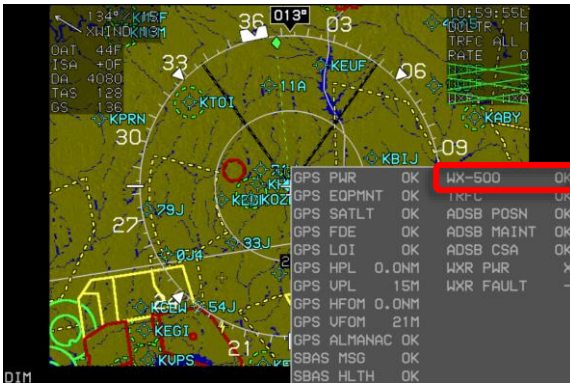 134°
XWIND
OAT 44F
ISA +0F
DA 4080
TAS 128
GS 136
36
013°
03
10:59:55L
DCLTR M
TRFC ALL
RATE 0
33
KEUF
06
11A
KTOI
KPRN
KABY
30
09
KBIJ
27
79J
33J
0J4
54J
KEGI
KVPS
21
DIM
GPS PWR OK
GPS EQPMNT OK
GPS SATLT OK
GPS FDE OK
GPS LOI OK
GPS HPL 0.0NM
GPS VPL 15M
GPS HFOM 0.0NM
GPS VFOM 21M
GPS ALMANAC OK
SBAS MSG OK
SBAS HLTH OK
WX-500 OK
TRFC OK
ADSB POSN OK
ADSB MAINT OK
ADSB CSA OK
WXR PWR X
WXR FAULT -